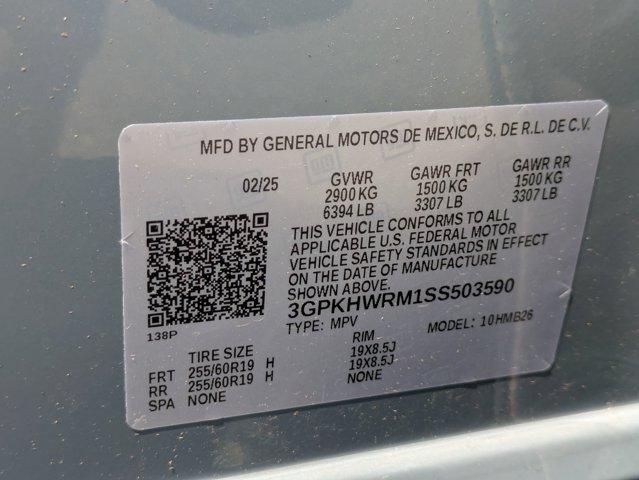 MFD BY GENERAL MOTORS DE MEXICO, S. DE R.L. DE C.V.
02/25 GVWR GAWR FRT GAWR RR
2900 KG 1500 KG 1500 KG
6394 LB 3307 LB 3307 LB
THIS VEHICLE CONFORMS TO ALL
APPLICABLE U.S. FEDERAL MOTOR
VEHICLE SAFETY STANDARDS IN EFFECT
ON THE DATE OF MANUFACTURE
SHOWN ABOVE.
3GPKHWRM1SS503590
138P TYPE: MPV MODEL: 10HMB26
TIRE SIZE RIM
FRT 255/60R19 H 19X8.5J
RR 255/60R19 H 19X8.5J
SPA NONE NONE